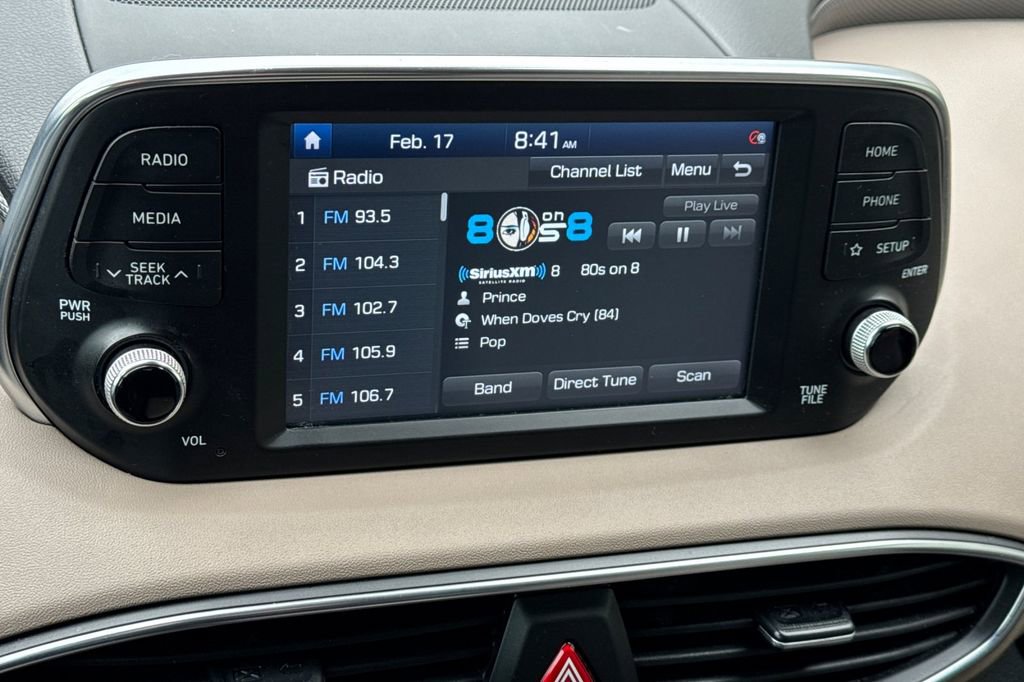 Feb. 17
8:41 AM
Radio
Channel List
Menu
1 FM 93.5
2 FM 104.3
3 FM 102.7
4 FM 105.9
5 FM 106.7
Play Live
80s on 8
SiriusXM
SATELLITE RADIO
8
80s on 8
Prince
When Doves Cry (84)
Pop
Band
Direct Tune
Scan
RADIO
MEDIA
SEEK
TRACK
PWR
PUSH
VOL
HOME
PHONE
SETUP
ENTER
TUNE
FILE